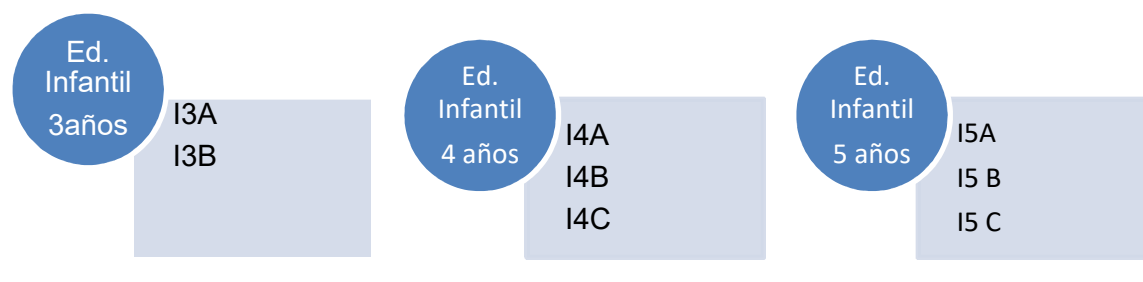 Ed.
Infantil
3años
I3A
I3B
Ed.
Infantil
4 años
I4A
I4B
I4C
Ed.
Infantil
5 años
I5A
I5 B
I5 C